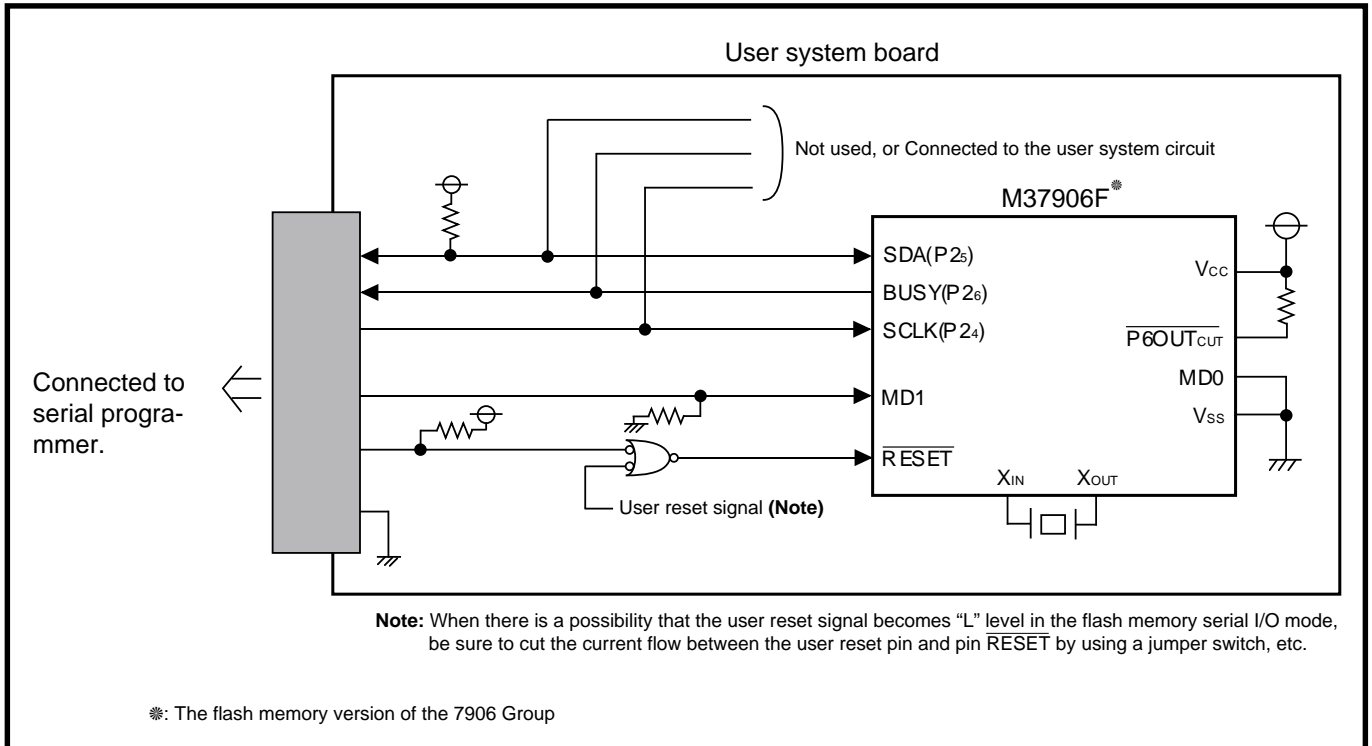 User system board
Not used, or Connected to the user system circuit
M37906F*
SDA(P25)
BUSY(P26)
SCLK(P24)
MD1
RESET
VCC
P6OUTCUT
MD0
VSS
XIN XOUT
Connected to
serial progra-
mmer.
User reset signal (Note)
Note: When there is a possibility that the user reset signal becomes “L” level in the flash memory serial I/O mode,
be sure to cut the current flow between the user reset pin and pin RESET by using a jumper switch, etc.
*: The flash memory version of the 7906 Group